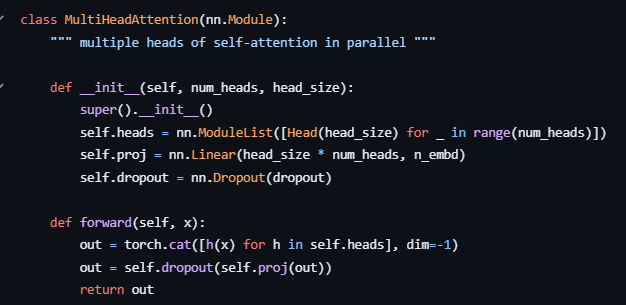 class MultiHeadAttention(nn.Module):
    """ multiple heads of self-attention in parallel """

    def __init__(self, num_heads, head_size):
        super().__init__()
        self.heads = nn.ModuleList([Head(head_size) for _ in range(num_heads)])
        self.proj = nn.Linear(head_size * num_heads, n_embd)
        self.dropout = nn.Dropout(dropout)

    def forward(self, x):
        out = torch.cat([h(x) for h in self.heads], dim=-1)
        out = self.dropout(self.proj(out))
        return out